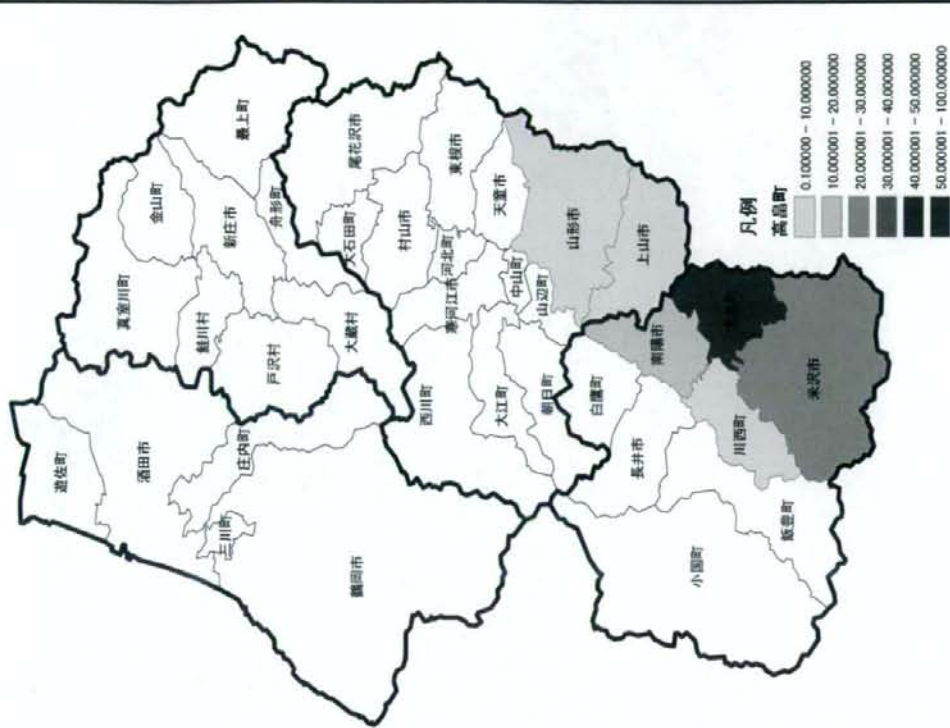 遊佐町
酒田市
庄内町
三川町
鶴岡市
真室川町
金山町
最上町
新庄市
鮭川村
舟形町
戸沢村
大蔵村
尾花沢市
大石田町
村山市
東根市
河北町
寒河江市
西川町
天童市
中山町
山辺町
大江町
朝日町
山形市
上山市
白鷹町
南陽市
長井市
川西町
米沢市
飯豊町
小国町
凡例
高畠町
0.100000 - 10.000000
10.000001 - 20.000000
20.000001 - 30.000000
30.000001 - 40.000000
40.000001 - 50.000000
50.000001 - 100.000000